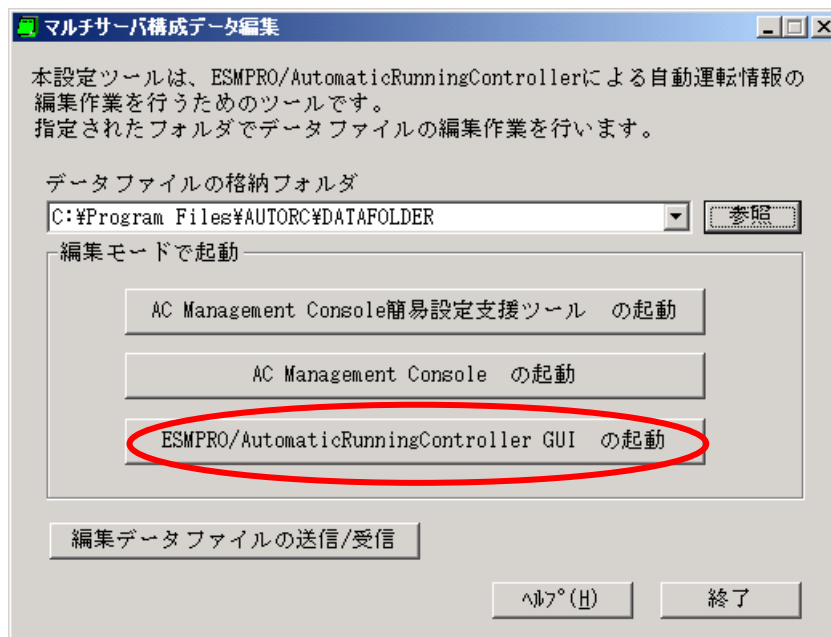 マルチサーバ構成データ編集
本設定ツールは、ESMPRO/AutomaticRunningControllerによる自動運転情報の
編集作業を行うためのツールです。
指定されたフォルダでデータファイルの編集作業を行います。
データファイルの格納フォルダ
C:¥Program Files¥AUTORC¥DATAFOLDER
参照
編集モードで起動
AC Management Console簡易設定支援ツール の起動
AC Management Console の起動
ESMPRO/AutomaticRunningController GUI の起動
編集データファイルの送信/受信
ﾍﾙﾌﾟ(H)
終了